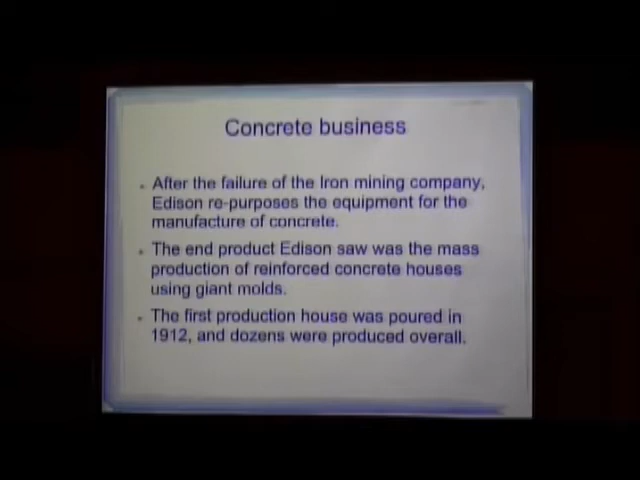 Concrete business
After the failure of the Iron mining company,
Edison re-purposes the equipment for the
manufacture of concrete.
The end product Edison saw was the mass
production of reinforced concrete houses
using giant molds.
The first production house was poured in
1912, and dozens were produced overall.